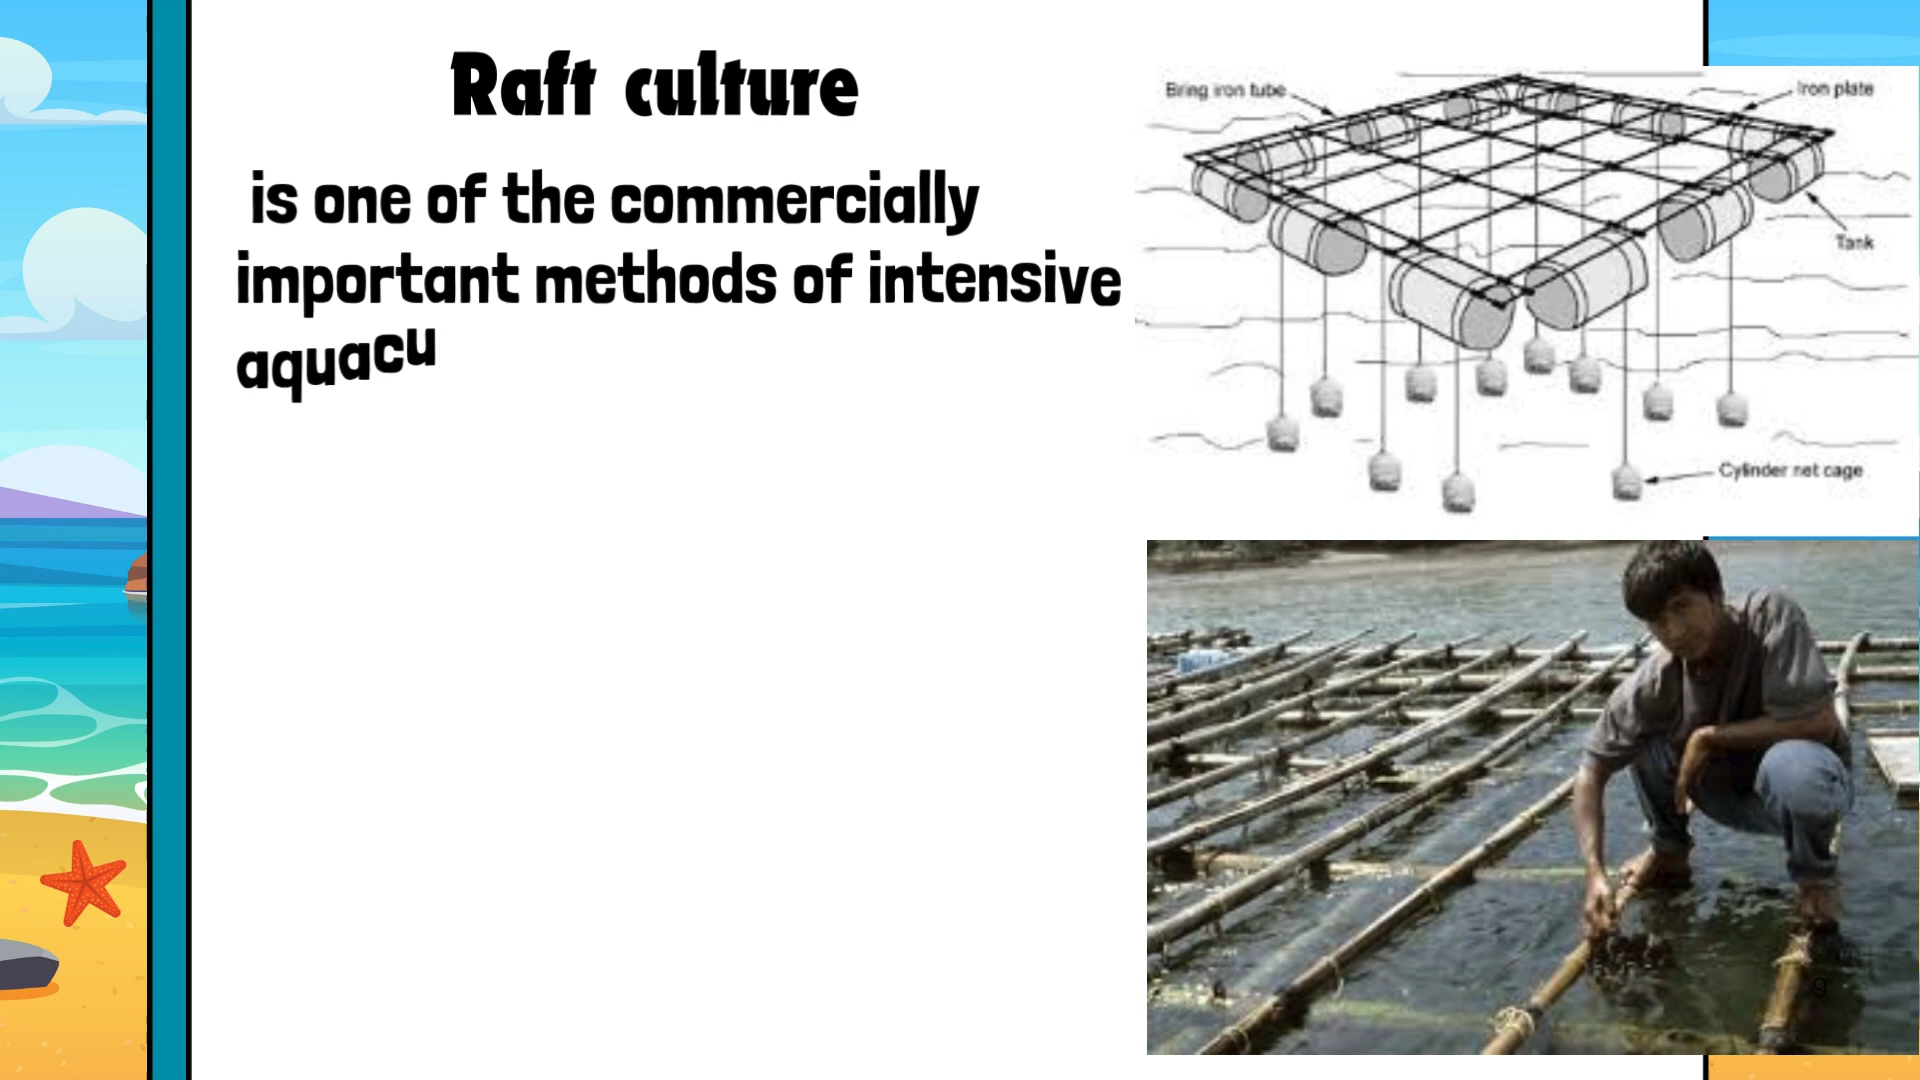 Raft culture
is one of the commercially
important methods of intensive
aquacu
Bring iron tube
Iron plate
Tank
Cylinder net cage
9